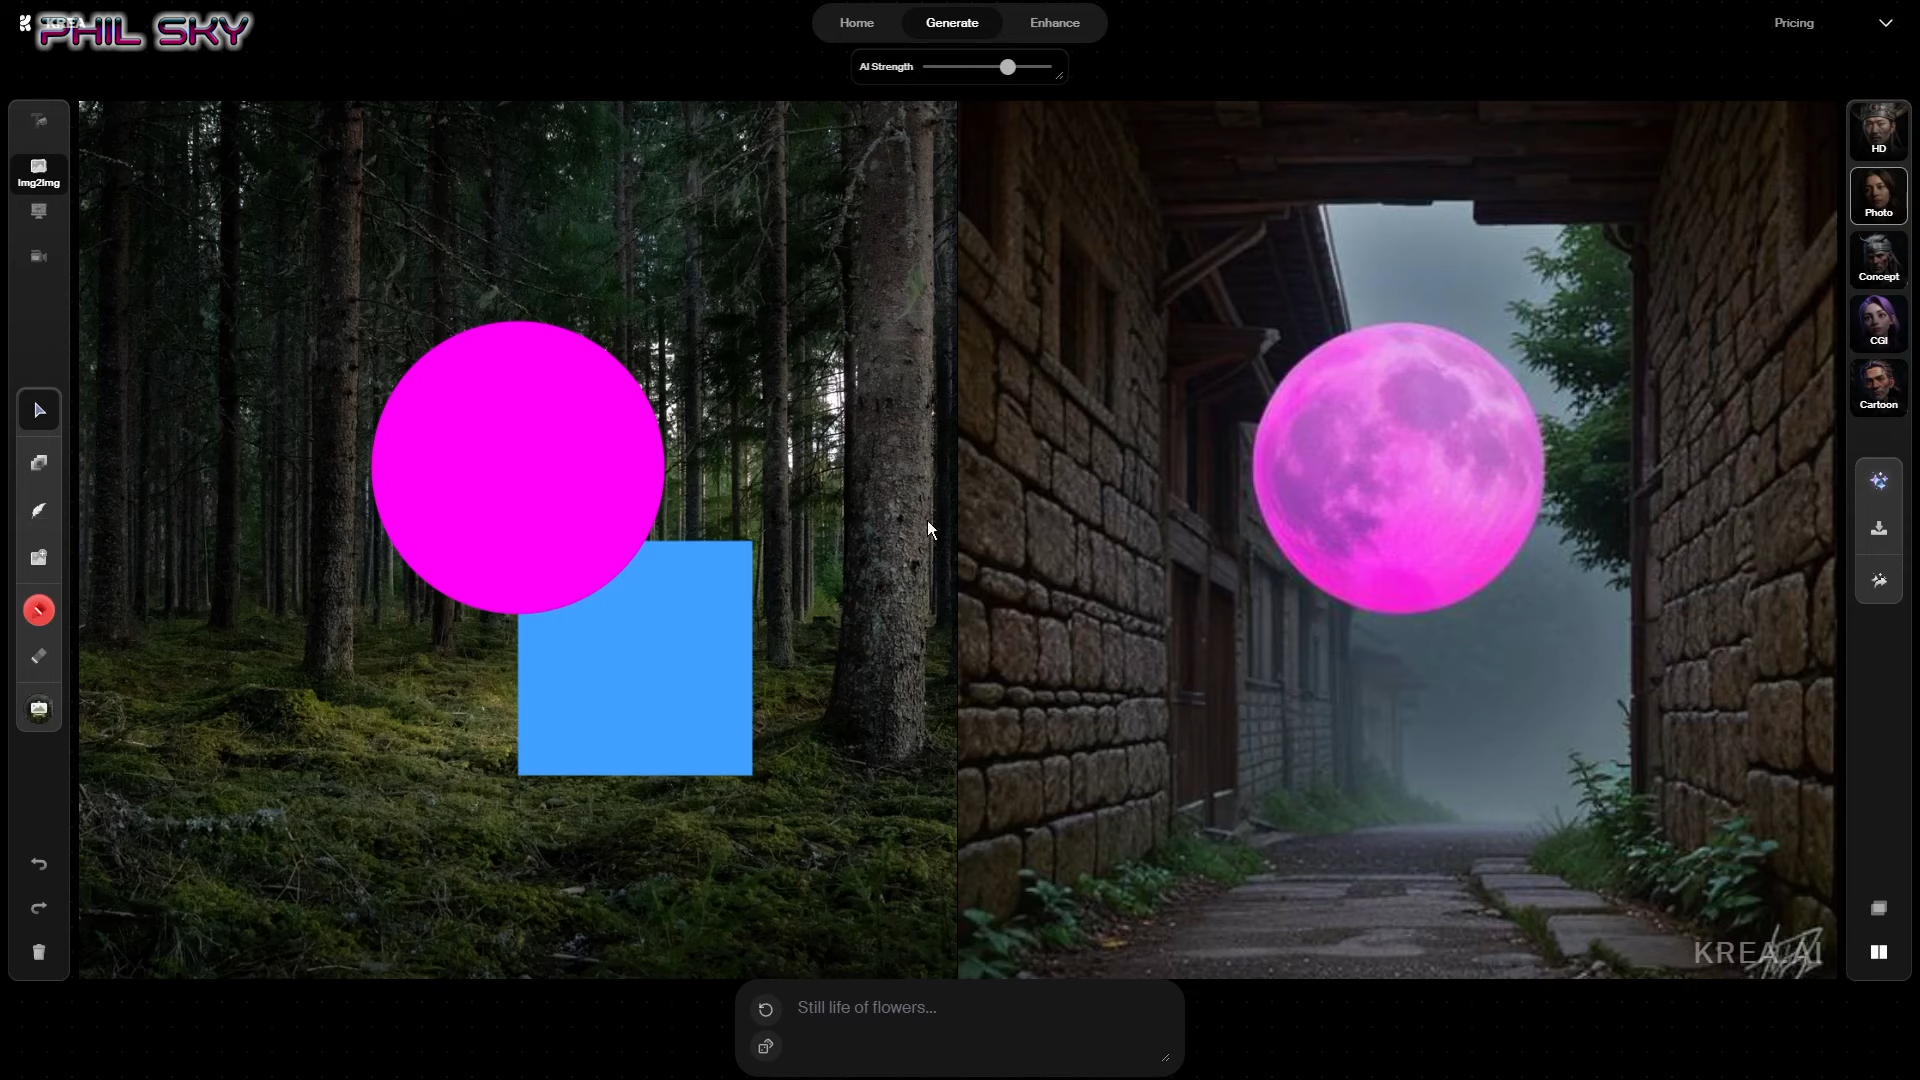 KREA
PHIL SKY
Home
Generate
Enhance
Pricing
AI Strength
Img2Img
HD
Photo
Concept
CGI
Cartoon
KREA.AI
Still life of flowers...